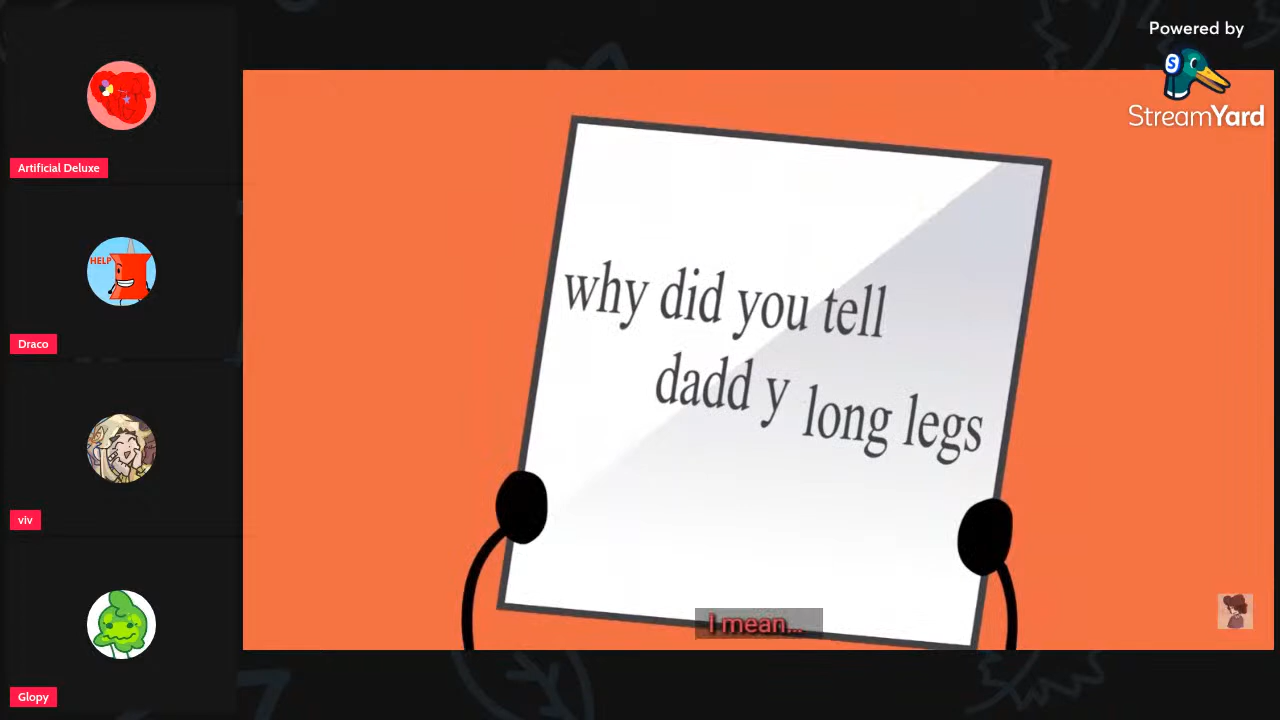 Powered by
S
StreamYard
Artificial Deluxe
HELP
Draco
viv
Glopy
why did you tell
dadd y long legs
I mean...